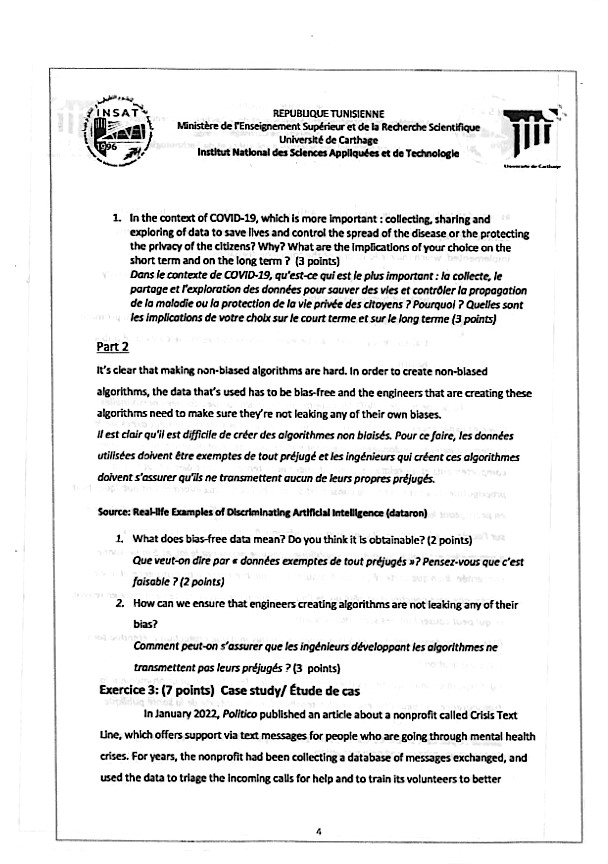 INSAT
1996
REPUBLIQUE TUNISIENNE
Ministère de l'Enseignement Supérieur et de la Recherche Scientifique
Université de Carthage
Institut National des Sciences Appliquées et de Technologie
Université de Carthage
1. In the context of COVID-19, which is more important : collecting, sharing and
exploring of data to save lives and control the spread of the disease or the protecting
the privacy of the citizens? Why? What are the implications of your choice on the
short term and on the long term ? (3 points)
Dans le contexte de COVID-19, qu'est-ce qui est le plus important : la collecte, le
partage et l'exploration des données pour sauver des vies et contrôler la propagation
de la maladie ou la protection de la vie privée des citoyens ? Pourquoi ? Quelles sont
les implications de votre choix sur le court terme et sur le long terme (3 points)
Part 2
It's clear that making non-biased algorithms are hard. In order to create non-biased
algorithms, the data that's used has to be bias-free and the engineers that are creating these
algorithms need to make sure they're not leaking any of their own biases.
Il est clair qu'il est difficile de créer des algorithmes non biaisés. Pour ce faire, les données
utilisées doivent être exemptes de tout préjugé et les ingénieurs qui créent ces algorithmes
doivent s'assurer qu'ils ne transmettent aucun de leurs propres préjugés.
Source: Real-life Examples of Discriminating Artificial Intelligence (dataron)
1. What does bias-free data mean? Do you think it is obtainable? (2 points)
Que veut-on dire par « données exemptes de tout préjugés »? Pensez-vous que c'est
faisable ? (2 points)
2. How can we ensure that engineers creating algorithms are not leaking any of their
bias?
Comment peut-on s'assurer que les ingénieurs développant les algorithmes ne
transmettent pas leurs préjugés ? (3 points)
Exercice 3: (7 points) Case study/ Étude de cas
In January 2022, Politico published an article about a nonprofit called Crisis Text
Line, which offers support via text messages for people who are going through mental health
crises. For years, the nonprofit had been collecting a database of messages exchanged, and
used the data to triage the incoming calls for help and to train its volunteers to better
4